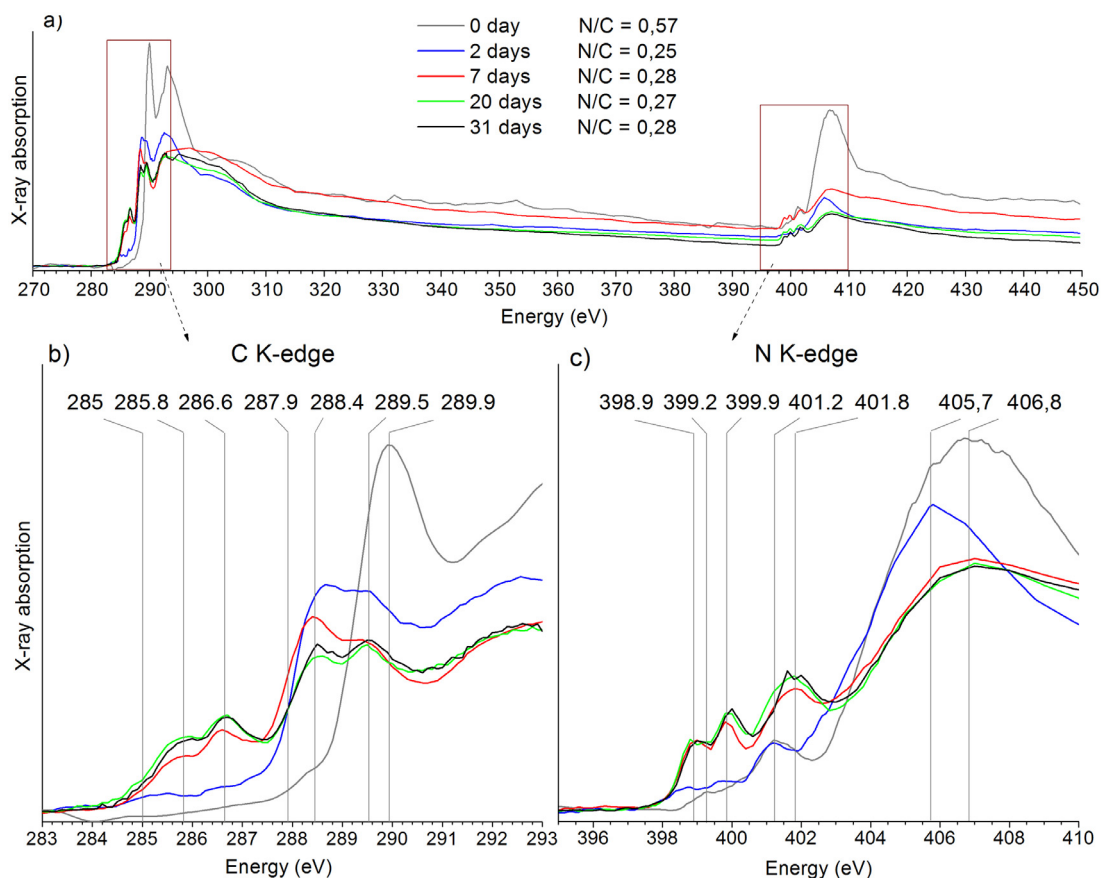 a)
0 day N/C = 0,57
2 days N/C = 0,25
7 days N/C = 0,28
20 days N/C = 0,27
31 days N/C = 0,28
X-ray absorption
270 280 290 300 310 320 330 340 350 360 370 380 390 400 410 420 430 440 450
Energy (eV)
b) C K-edge
285 285.8 286.6 287.9 288.4 289.5 289.9
X-ray absorption
283 284 285 286 287 288 289 290 291 292 293
Energy (eV)
c) N K-edge
398.9 399.2 399.9 401.2 401.8 405,7 406,8
396 398 400 402 404 406 408 410
Energy (eV)